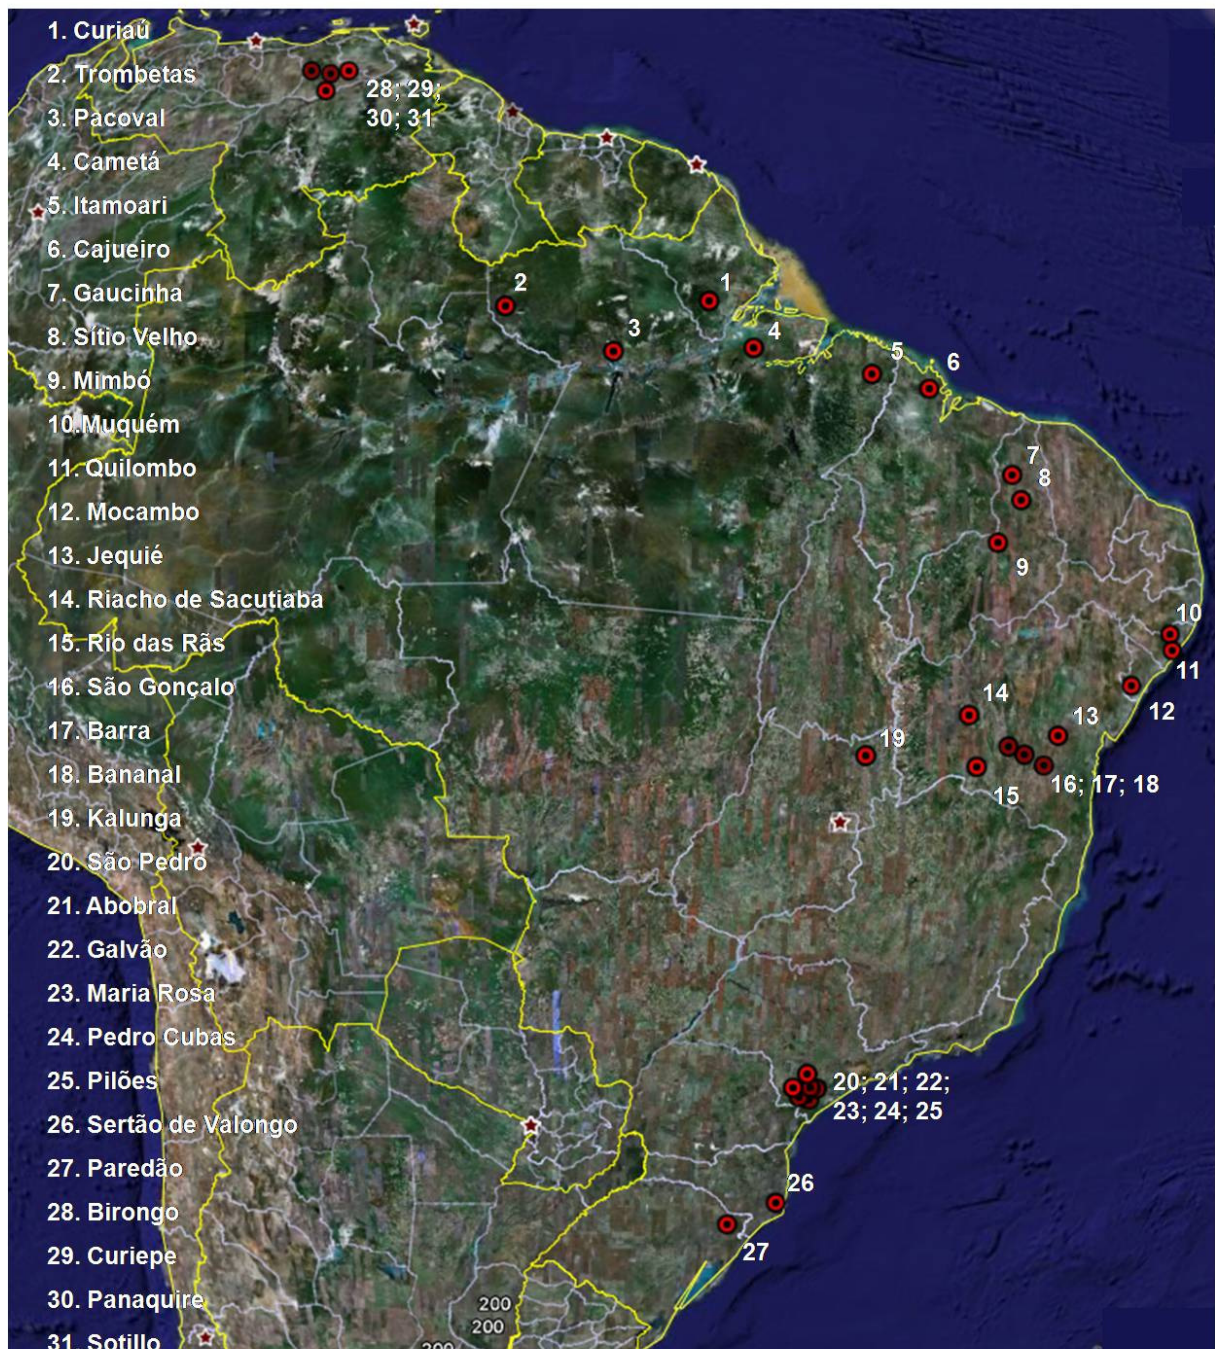 1. Curiaú
2. Trombetas
3. Pacoval
4. Cametá
5. Itamoari
6. Cajueiro
7. Gaucinha
8. Sítio Velho
9. Mimbó
10.Muquém
11. Quilombo
12. Mocambo
13. Jequié
14. Riacho de Sacutiaba
15. Rio das Rãs
16. São Gonçalo
17. Barra
18. Bananal
19. Kalunga
20. São Pedro
21. Abobral
22. Galvão
23. Maria Rosa
24. Pedro Cubas
25. Pilões
26. Sertão de Valongo
27. Paredão
28. Birongo
29. Curiepe
30. Panaquire
31. Sotillo
28; 29;
30; 31
2
1
3
4
5
6
7
8
9
10
11
12
14
13
19
15
16; 17; 18
20; 21; 22;
23; 24; 25
26
27
200
200
200